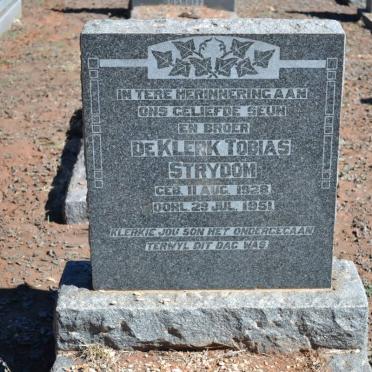 IN TERE HERINNERING AAN
ONS GELIEFDE SEUN
EN BROER
DE KLERK TOBIAS
STRYDOM
GEB. 11 AUG. 1928
OORL. 29 JUL. 1951
KLERKIE JOU SON HET ONDERGEGAAN
TERWYL DIT DAG WAS